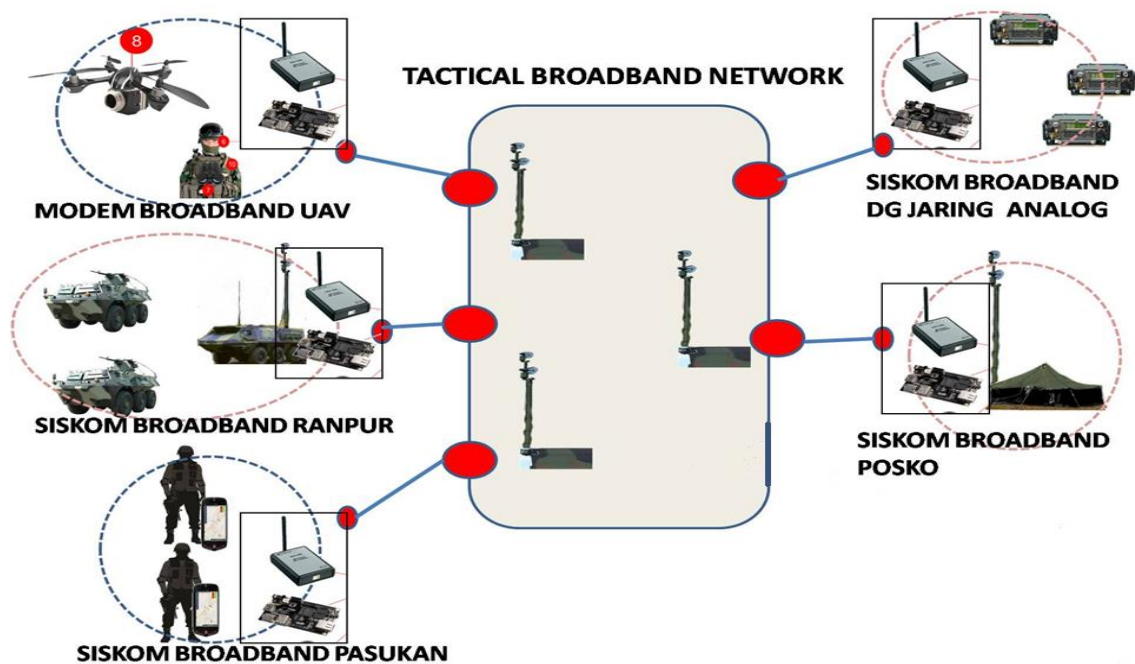 8
TACTICAL BROADBAND NETWORK
MODEM BROADBAND UAV
SISKOM BROADBAND
DG JARING ANALOG
SISKOM BROADBAND RANPUR
SISKOM BROADBAND
POSKO
SISKOM BROADBAND PASUKAN